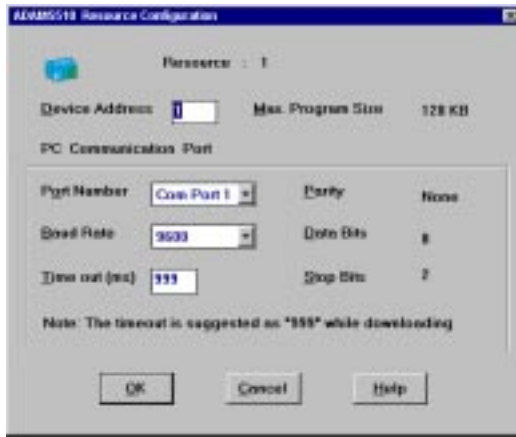 ADAM5510 Resource Configuration
Resource : 1
Device Address 1 Max. Program Size 128 KB
PC Communication Port
Port Number Com Port 1 Parity None
Baud Rate 9600 Data Bits 8
Time out (ms) 999 Stop Bits 2
Note: The timeout is suggested as "999" while downloading
OK Cancel Help